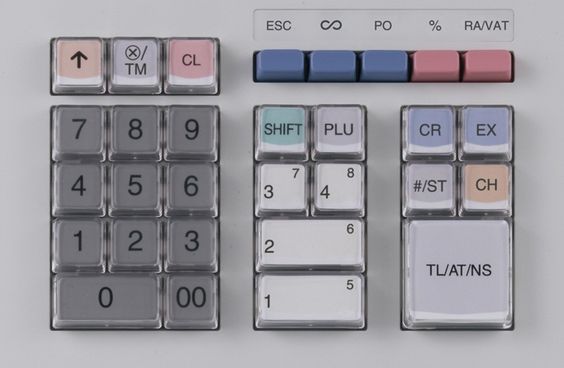 ESC ∞ PO % RA/VAT
↑ ⊗/TM CL
7 8 9
4 5 6
1 2 3
0 00
SHIFT PLU
3 7 4 8
2 6
1 5
CR EX
#/ST CH
TL/AT/NS